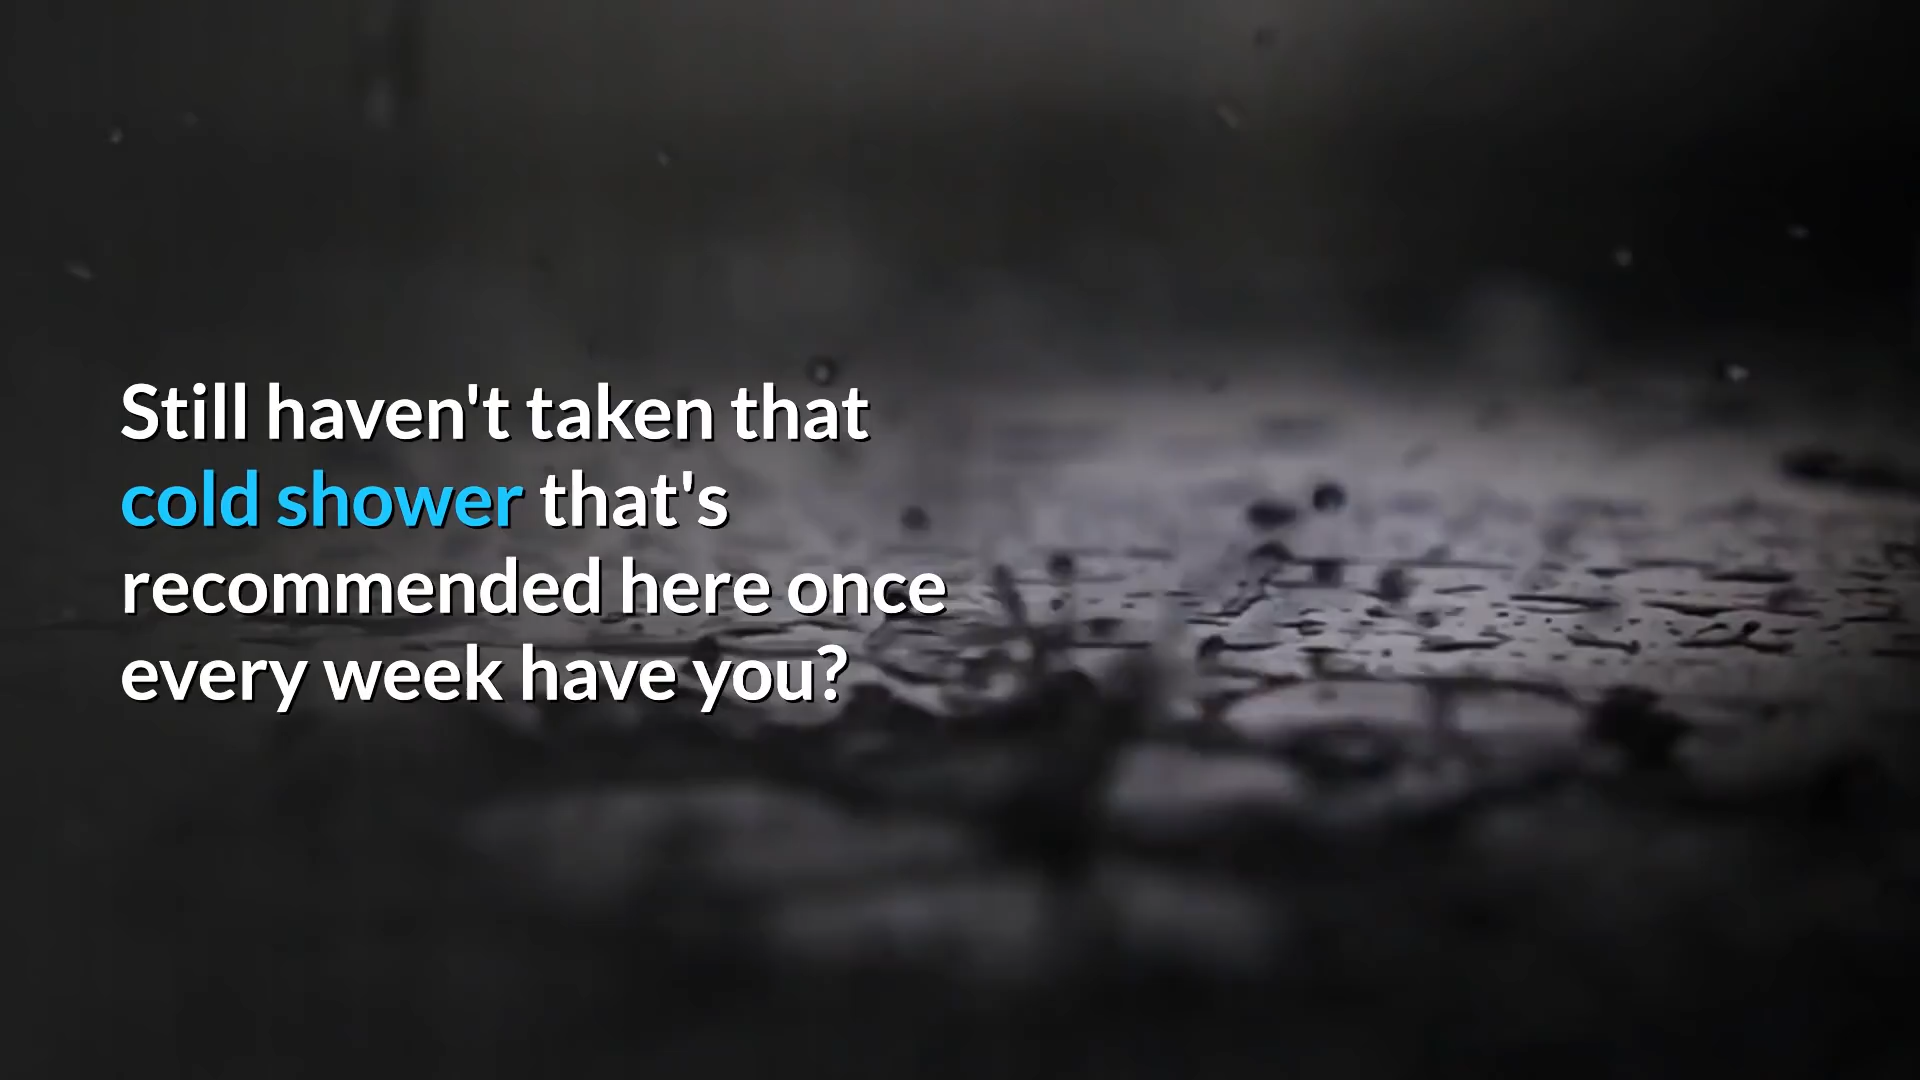 Still haven't taken that
cold shower that's
recommended here once
every week have you?